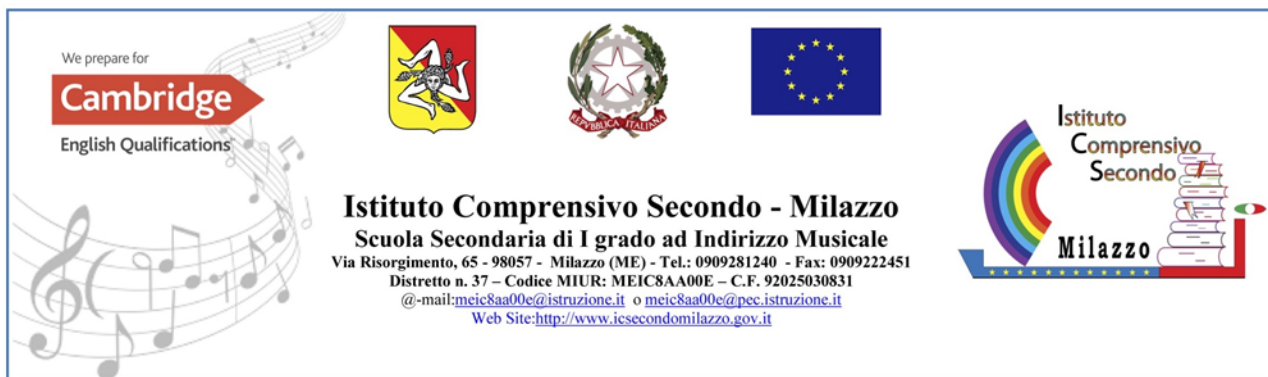 We prepare for
Cambridge
English Qualifications
REPVBBLICA ITALIANA
Istituto
Comprensivo
Secondo
Milazzo
Istituto Comprensivo Secondo - Milazzo
Scuola Secondaria di I grado ad Indirizzo Musicale
Via Risorgimento, 65 - 98057 - Milazzo (ME) - Tel.: 0909281240 - Fax: 0909222451
Distretto n. 37 – Codice MIUR: MEIC8AA00E – C.F. 92025030831
@-mail:meic8aa00e@istruzione.it o meic8aa00e@pec.istruzione.it
Web Site:http://www.icsecondomilazzo.gov.it